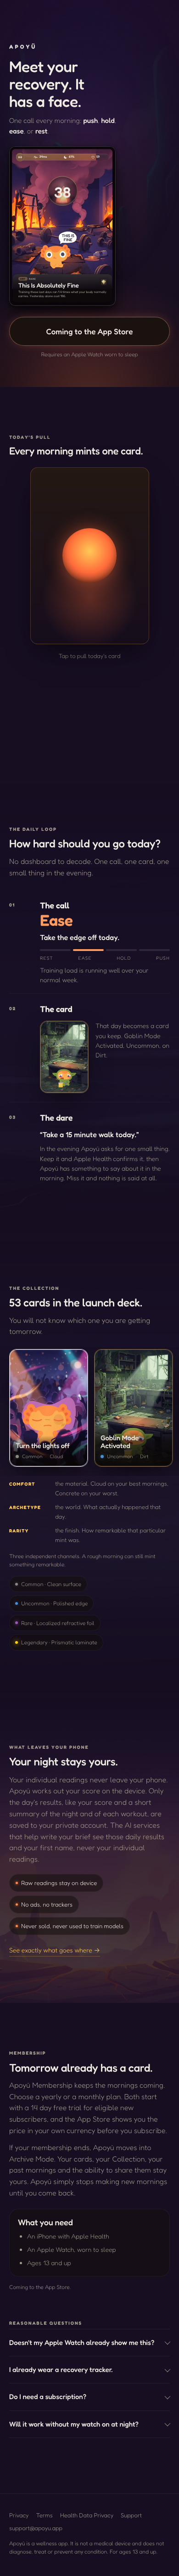 APOYŪ
Meet your
recovery. It
has a face.
One call every morning: push, hold,
ease, or rest.
38
THIS IS
FINE
This Is Absolutely Fine
Coming to the App Store
Requires an Apple Watch worn to sleep.
TODAY'S PULL
Every morning mints one card.
Tap to pull today's card
THE DAILY LOOP
How hard should you go today?
No dashboard to decode. One call, one card, one
small thing in the evening.
01
The call
Ease
Take the edge off today.
REST
EASE
HOLD
PUSH
Training load is running well over your
normal week.
02
The card
That day becomes a card
you keep. Goblin Mode
Activated, Uncommon, on
Dirt.
03
The dare
“Take a 15 minute walk today.”
In the evening Apoyū asks for one small thing.
Keep it and Apple Health confirms it, then
Apoyū has something to say about it in the
morning. Miss it and nothing is said at all.
THE COLLECTION
53 cards in the launch deck.
You will not know which one you are getting
tomorrow.
Turn the lights off
Common · Cloud
Goblin Mode
Activated
Uncommon · Dirt
COMFORT
the material. Cloud on your best mornings,
Concrete on your worst.
ARCHETYPE
the world. What actually happened that
day.
RARITY
the finish. How remarkable that particular
mint was.
Three independent channels. A rough morning can still mint
something remarkable.
Common · Clean surface
Uncommon · Polished edge
Rare · Localized refractive foil
Legendary · Prismatic laminate
WHAT LEAVES YOUR PHONE
Your night stays yours.
Your individual readings never leave your phone.
Apoyū works out your score on the device. Only
the day's results, like your score and a short
summary of the night and of each workout, are
saved to your private account. The AI services
that help write your brief see those daily results
and your first name, never your individual
readings.
Raw readings stay on device
No ads, no trackers
Never sold, never used to train models
See exactly what goes where →
MEMBERSHIP
Tomorrow already has a card.
Apoyū Membership keeps the mornings coming.
Choose a yearly or a monthly plan. Both start
with a 14 day free trial for eligible new
subscribers, and the App Store shows you the
price in your own currency before you subscribe.
If your membership ends, Apoyū moves into
Archive Mode. Your cards, your Collection, your
past mornings and the ability to share them stay
yours. Apoyū simply stops making new mornings
until you come back.
What you need
An iPhone with Apple Health
An Apple Watch, worn to sleep
Ages 13 and up
Coming to the App Store
REASONABLE QUESTIONS
Doesn't my Apple Watch already show me this?
I already wear a recovery tracker.
Do I need a subscription?
Will it work without my watch on at night?
Privacy
Terms
Health Data Privacy
Support
support@apoyu.app
Apoyū is a wellness app. It is not a medical device and does not
diagnose, treat or prevent any condition. For ages 13 and up.